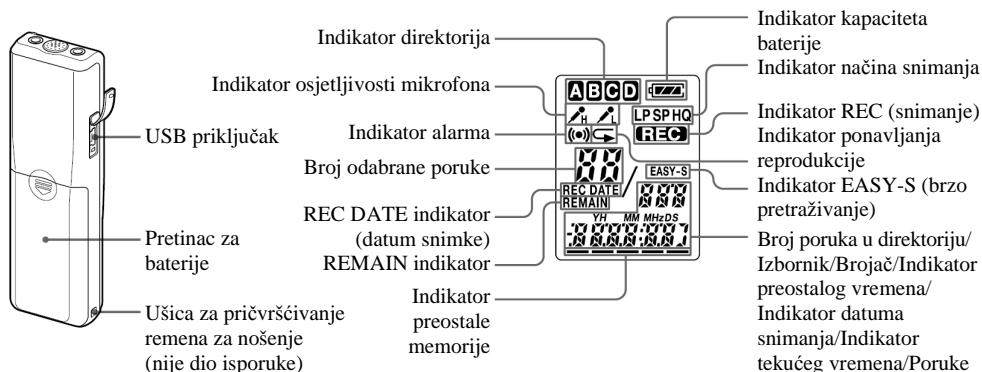 USB priključak
Pretinac za
baterije
Ušica za pričvršćivanje
remena za nošenje
(nije dio isporuke)
Indikator direktorija
Indikator osjetljivosti mikrofona
Indikator alarma
Broj odabrane poruke
REC DATE indikator
(datum snimke)
REMAIN indikator
Indikator
preostale
memorije
A B C D
H L
LP SP HQ
REC
88
EASY-S
REC DATE
REMAIN
888
YH MM MHzDS
Indikator kapaciteta
baterije
Indikator načina snimanja
Indikator REC (snimanje)
Indikator ponavljanja
reprodukcije
Indikator EASY-S (brzo
pretraživanje)
Broj poruka u direktoriju/
Izbornik/Brojač/Indikator
preostalog vremena/
Indikator datuma
snimanja/Indikator
tekućeg vremena/Poruke